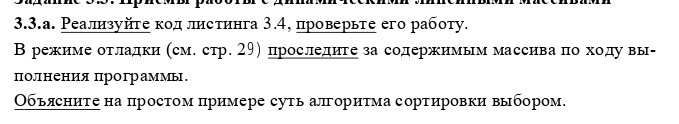 Задание 3.3. Приемы работы с динамическими линейными массивами
3.3.а. Реализуйте код листинга 3.4, проверьте его работу.
В режиме отладки (см. стр. 29) проследите за содержимым массива по ходу вы-
полнения программы.
Объясните на простом примере суть алгоритма сортировки выбором.